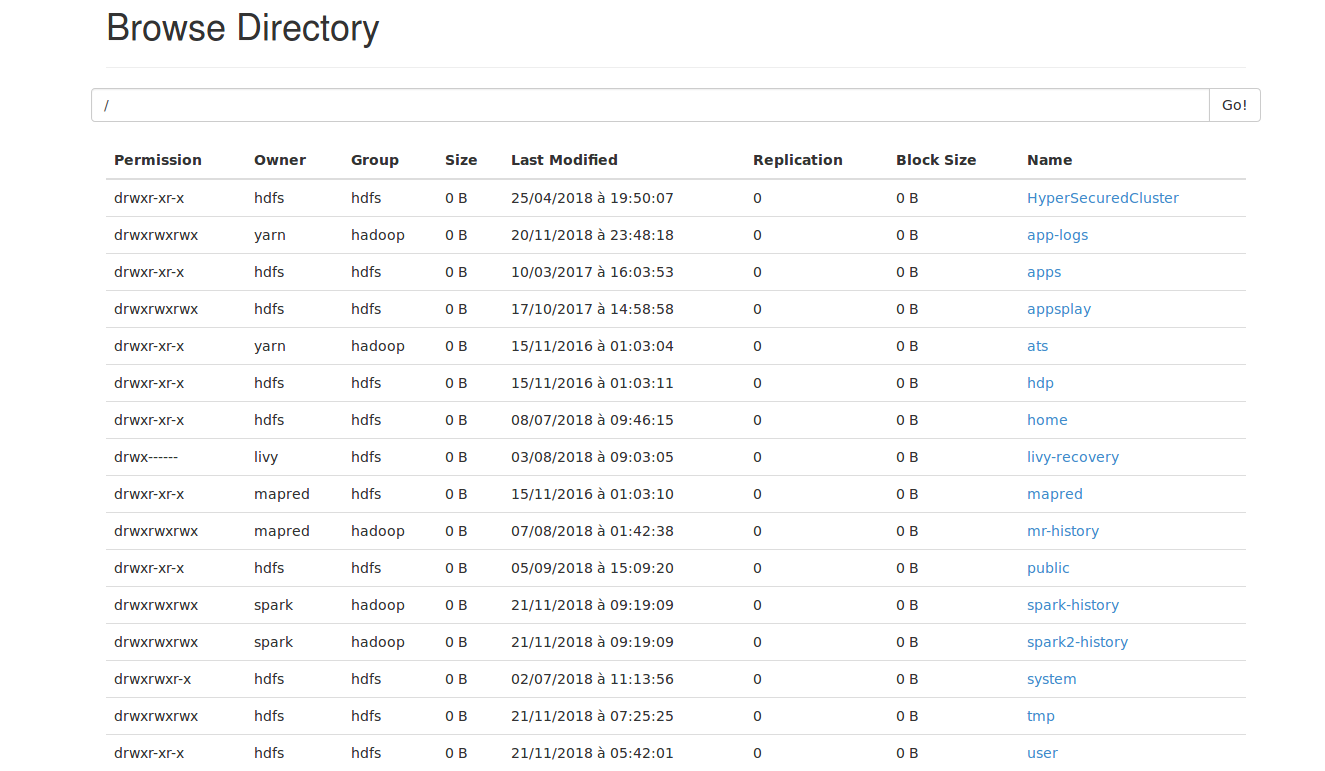 Browse Directory
/ Go!
Permission Owner Group Size Last Modified Replication Block Size Name
drwxr-xr-x hdfs hdfs 0 B 25/04/2018 à 19:50:07 0 0 B HyperSecuredCluster
drwxrwxrwx yarn hadoop 0 B 20/11/2018 à 23:48:18 0 0 B app-logs
drwxr-xr-x hdfs hdfs 0 B 10/03/2017 à 16:03:53 0 0 B apps
drwxrwxrwx hdfs hdfs 0 B 17/10/2017 à 14:58:58 0 0 B appsplay
drwxr-xr-x yarn hadoop 0 B 15/11/2016 à 01:03:04 0 0 B ats
drwxr-xr-x hdfs hdfs 0 B 15/11/2016 à 01:03:11 0 0 B hdp
drwxr-xr-x hdfs hdfs 0 B 08/07/2018 à 09:46:15 0 0 B home
drwx------ livy hdfs 0 B 03/08/2018 à 09:03:05 0 0 B livy-recovery
drwxr-xr-x mapred hdfs 0 B 15/11/2016 à 01:03:10 0 0 B mapred
drwxrwxrwx mapred hadoop 0 B 07/08/2018 à 01:42:38 0 0 B mr-history
drwxr-xr-x hdfs hdfs 0 B 05/09/2018 à 15:09:20 0 0 B public
drwxrwxrwx spark hadoop 0 B 21/11/2018 à 09:19:09 0 0 B spark-history
drwxrwxrwx spark hadoop 0 B 21/11/2018 à 09:19:09 0 0 B spark2-history
drwxrwxr-x hdfs hdfs 0 B 02/07/2018 à 11:13:56 0 0 B system
drwxrwxrwx hdfs hdfs 0 B 21/11/2018 à 07:25:25 0 0 B tmp
drwxr-xr-x hdfs hdfs 0 B 21/11/2018 à 05:42:01 0 0 B user